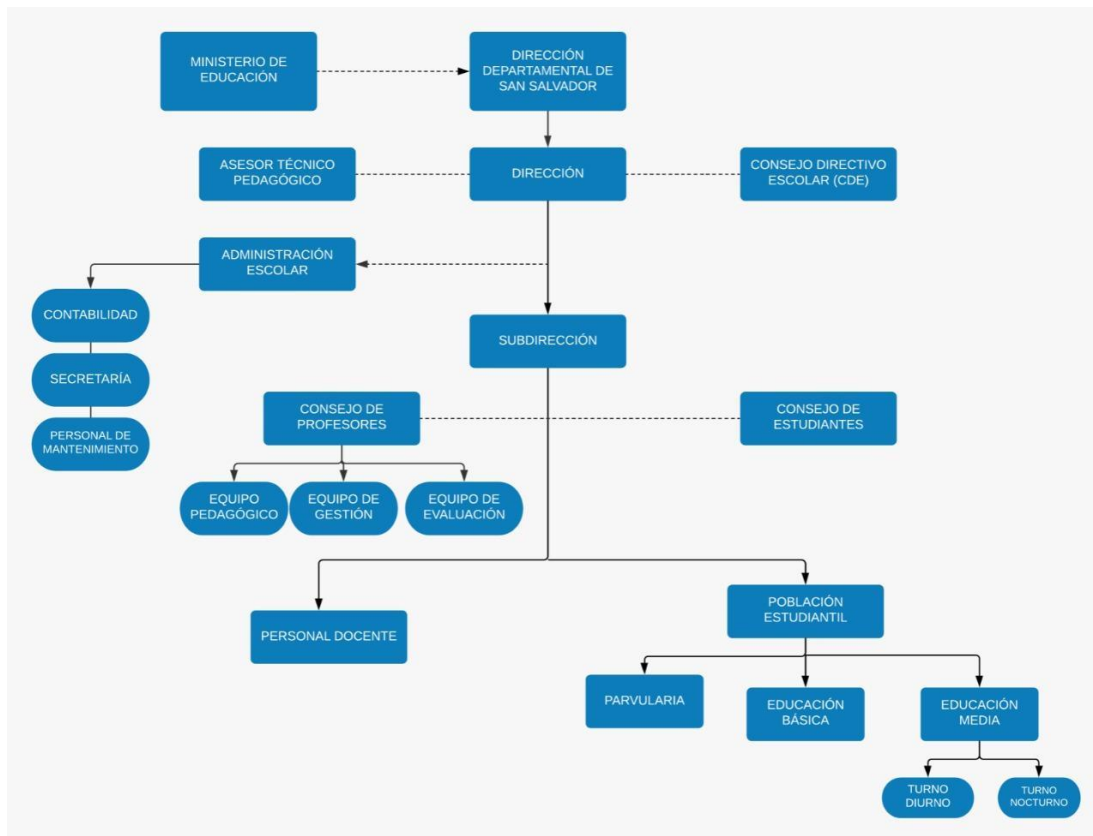 MINISTERIO DE
EDUCACIÓN
DIRECCIÓN
DEPARTAMENTAL DE
SAN SALVADOR
ASESOR TÉCNICO
PEDAGÓGICO
DIRECCIÓN
CONSEJO DIRECTIVO
ESCOLAR (CDE)
ADMINISTRACIÓN
ESCOLAR
CONTABILIDAD
SECRETARÍA
PERSONAL DE
MANTENIMIENTO
SUBDIRECCIÓN
CONSEJO DE
PROFESORES
CONSEJO DE
ESTUDIANTES
EQUIPO
PEDAGÓGICO
EQUIPO DE
GESTIÓN
EQUIPO DE
EVALUACIÓN
PERSONAL DOCENTE
POBLACIÓN
ESTUDIANTIL
PARVULARIA
EDUCACIÓN
BÁSICA
EDUCACIÓN
MEDIA
TURNO
DIURNO
TURNO
NOCTURNO